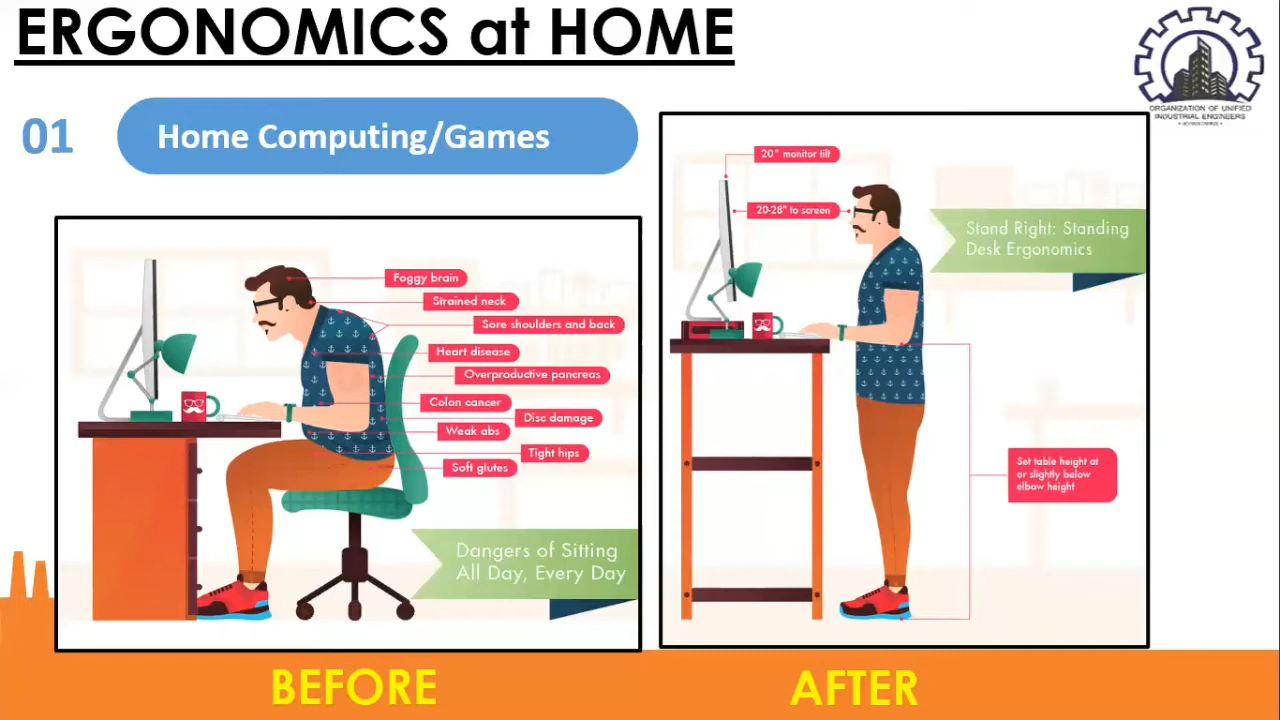 ERGONOMICS at HOME
ORGANIZATION OF UNIFIED
INDUSTRIAL ENGINEERS
01
Home Computing/Games
Foggy brain
Strained neck
Sore shoulders and back
Heart disease
Overproductive pancreas
Colon cancer
Disc damage
Weak abs
Tight hips
Soft glutes
Dangers of Sitting
All Day, Every Day
20" monitor tilt
20-28" to screen
Stand Right: Standing
Desk Ergonomics
Set table height at
or slightly below
elbow height
BEFORE
AFTER